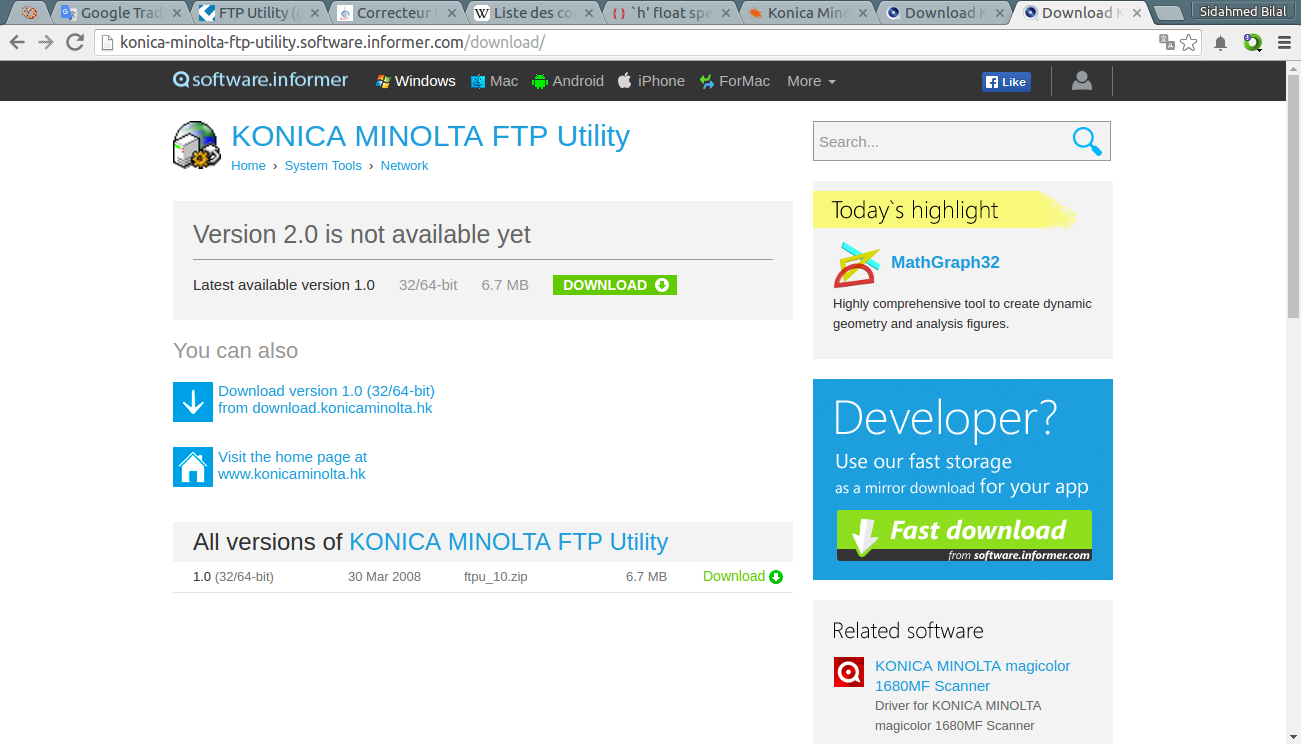 Google Trad
FTP Utility (
Correcteur
Liste des co
`h' float spe
Konica Mino
Download K
Download K
Sidahmed Bilal
konica-minolta-ftp-utility.software.informer.com/download/
software.informer
Windows
Mac
Android
iPhone
ForMac
More
Like
KONICA MINOLTA FTP Utility
Home › System Tools › Network
Search...
Version 2.0 is not available yet
Latest available version 1.0 32/64-bit 6.7 MB DOWNLOAD
You can also
Download version 1.0 (32/64-bit)
from download.konicaminolta.hk
Visit the home page at
www.konicaminolta.hk
All versions of KONICA MINOLTA FTP Utility
1.0 (32/64-bit) 30 Mar 2008 ftpu_10.zip 6.7 MB Download
Today`s highlight
MathGraph32
Highly comprehensive tool to create dynamic
geometry and analysis figures.
Developer?
Use our fast storage
as a mirror download for your app
Fast download
from software.informer.com
Related software
KONICA MINOLTA magicolor
1680MF Scanner
Driver for KONICA MINOLTA
magicolor 1680MF Scanner